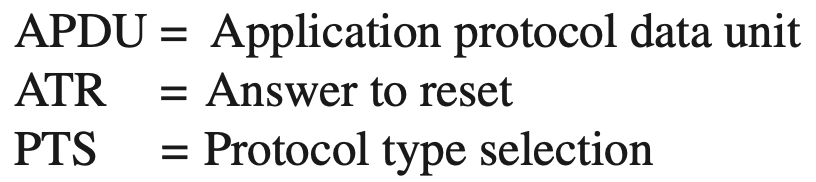 APDU = Application protocol data unit
ATR = Answer to reset
PTS = Protocol type selection